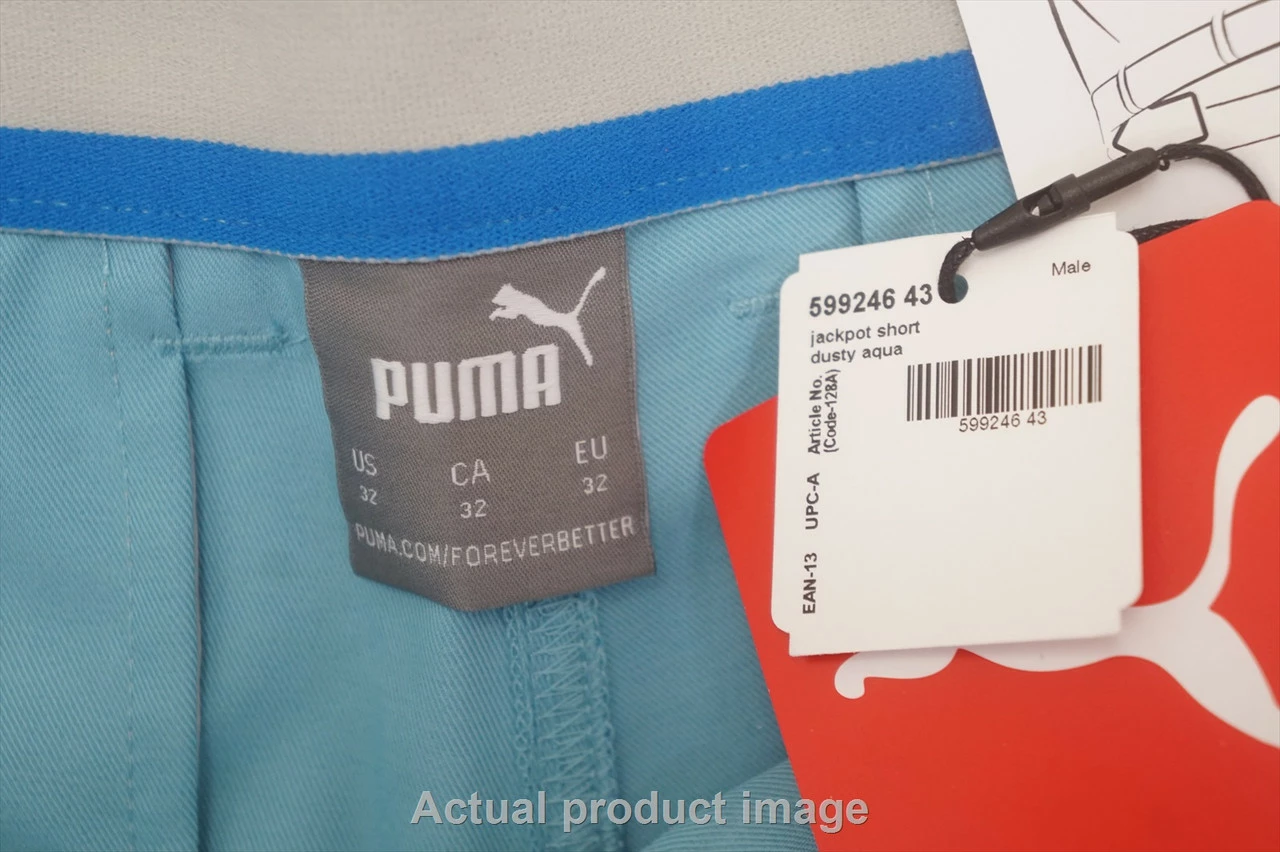 PUMA
US CA EU
32 32 32
PUMA.COM/FOREVERBETTER
Male
599246 43
jackpot short
dusty aqua
Article No.
(Code-128A)
599246 43
UPC-A
EAN-13
Actual product image